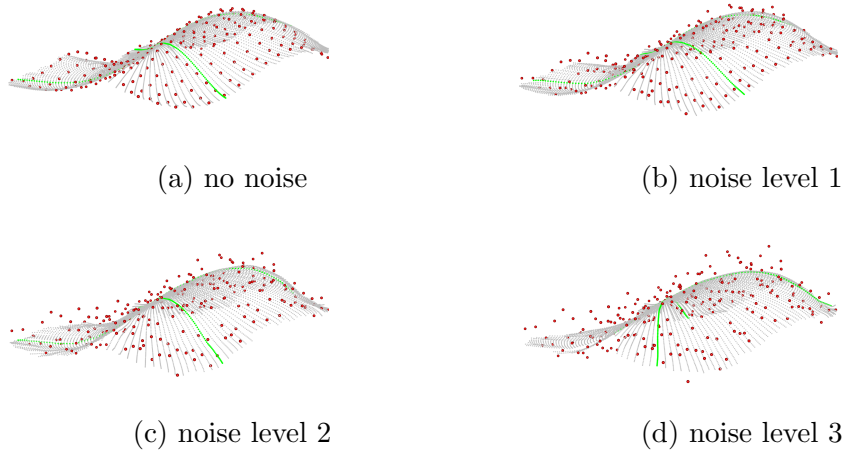 (a) no noise
(b) noise level 1
(c) noise level 2
(d) noise level 3